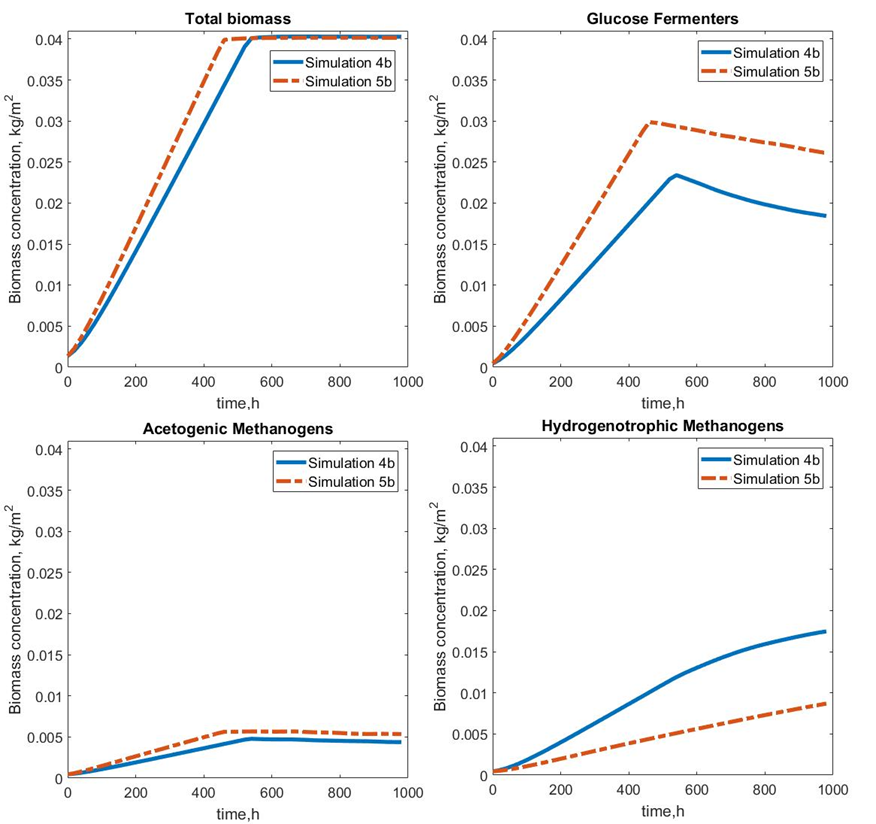 Total biomass
Biomass concentration, kg/m2
0.04
0.035
0.03
0.025
0.02
0.015
0.01
0.005
0
0 200 400 600 800 1000
time,h
Simulation 4b
Simulation 5b
Glucose Fermenters
Biomass concentration, kg/m2
0.04
0.035
0.03
0.025
0.02
0.015
0.01
0.005
0
0 200 400 600 800 1000
time,h
Simulation 4b
Simulation 5b
Acetogenic Methanogens
Biomass concentration, kg/m2
0.04
0.035
0.03
0.025
0.02
0.015
0.01
0.005
0
0 200 400 600 800 1000
time,h
Simulation 4b
Simulation 5b
Hydrogenotrophic Methanogens
Biomass concentration, kg/m2
0.04
0.035
0.03
0.025
0.02
0.015
0.01
0.005
0
0 200 400 600 800 1000
time,h
Simulation 4b
Simulation 5b